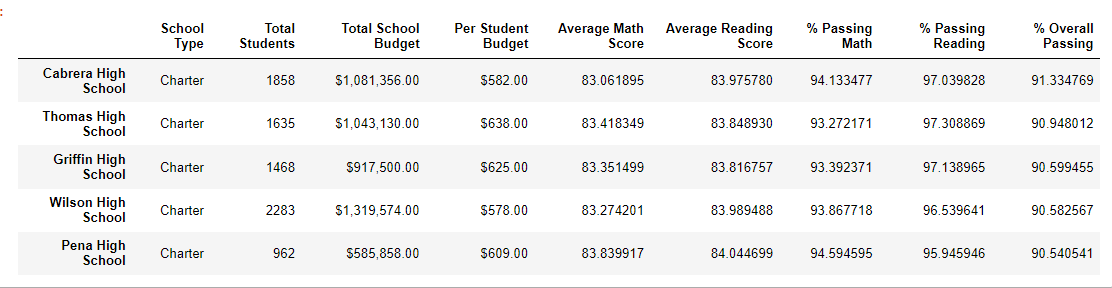 :
School Type Total Students Total School Budget Per Student Budget Average Math Score Average Reading Score % Passing Math % Passing Reading % Overall Passing
Cabrera High School Charter 1858 $1,081,356.00 $582.00 83.061895 83.975780 94.133477 97.039828 91.334769
Thomas High School Charter 1635 $1,043,130.00 $638.00 83.418349 83.848930 93.272171 97.308869 90.948012
Griffin High School Charter 1468 $917,500.00 $625.00 83.351499 83.816757 93.392371 97.138965 90.599455
Wilson High School Charter 2283 $1,319,574.00 $578.00 83.274201 83.989488 93.867718 96.539641 90.582567
Pena High School Charter 962 $585,858.00 $609.00 83.839917 84.044699 94.594595 95.945946 90.540541